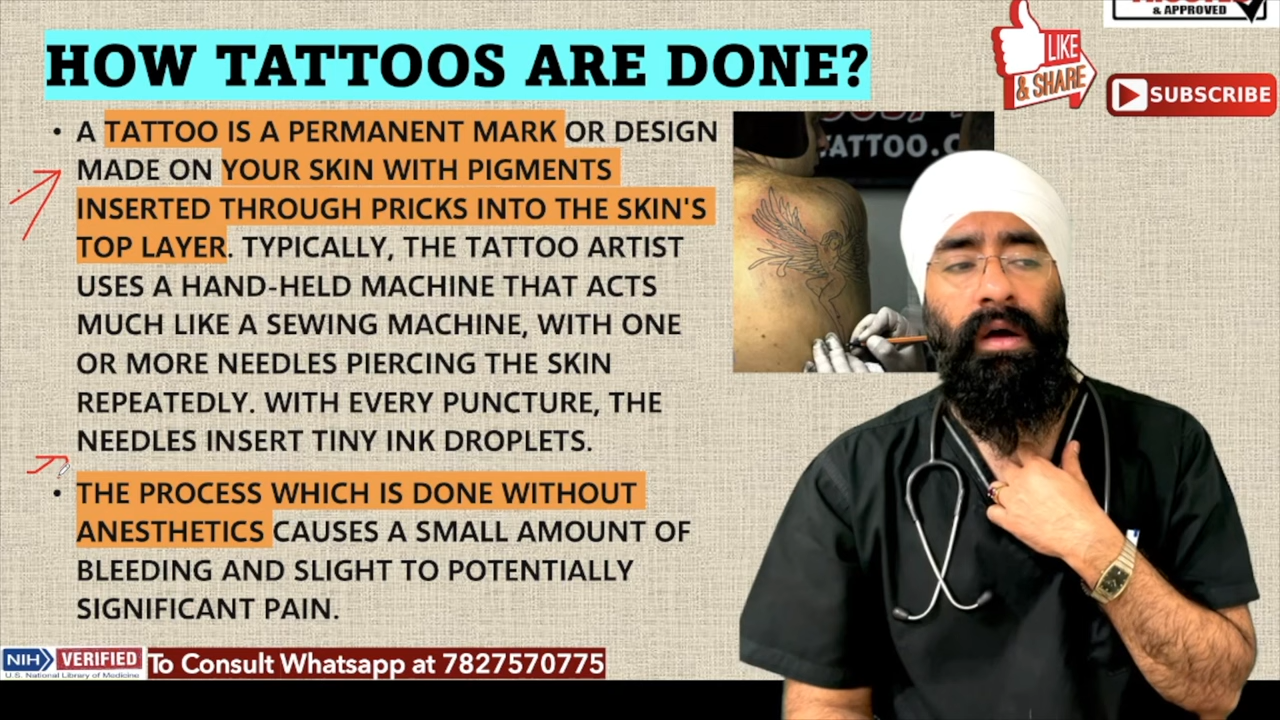 & APPROVED
LIKE
& SHARE
SUBSCRIBE
HOW TATTOOS ARE DONE?
• A TATTOO IS A PERMANENT MARK OR DESIGN
MADE ON YOUR SKIN WITH PIGMENTS
INSERTED THROUGH PRICKS INTO THE SKIN'S
TOP LAYER. TYPICALLY, THE TATTOO ARTIST
USES A HAND-HELD MACHINE THAT ACTS
MUCH LIKE A SEWING MACHINE, WITH ONE
OR MORE NEEDLES PIERCING THE SKIN
REPEATEDLY. WITH EVERY PUNCTURE, THE
NEEDLES INSERT TINY INK DROPLETS.
• THE PROCESS WHICH IS DONE WITHOUT
ANESTHETICS CAUSES A SMALL AMOUNT OF
BLEEDING AND SLIGHT TO POTENTIALLY
SIGNIFICANT PAIN.
TATTOO.C
NIH VERIFIED
U.S. National Library of Medicine
To Consult Whatsapp at 7827570775